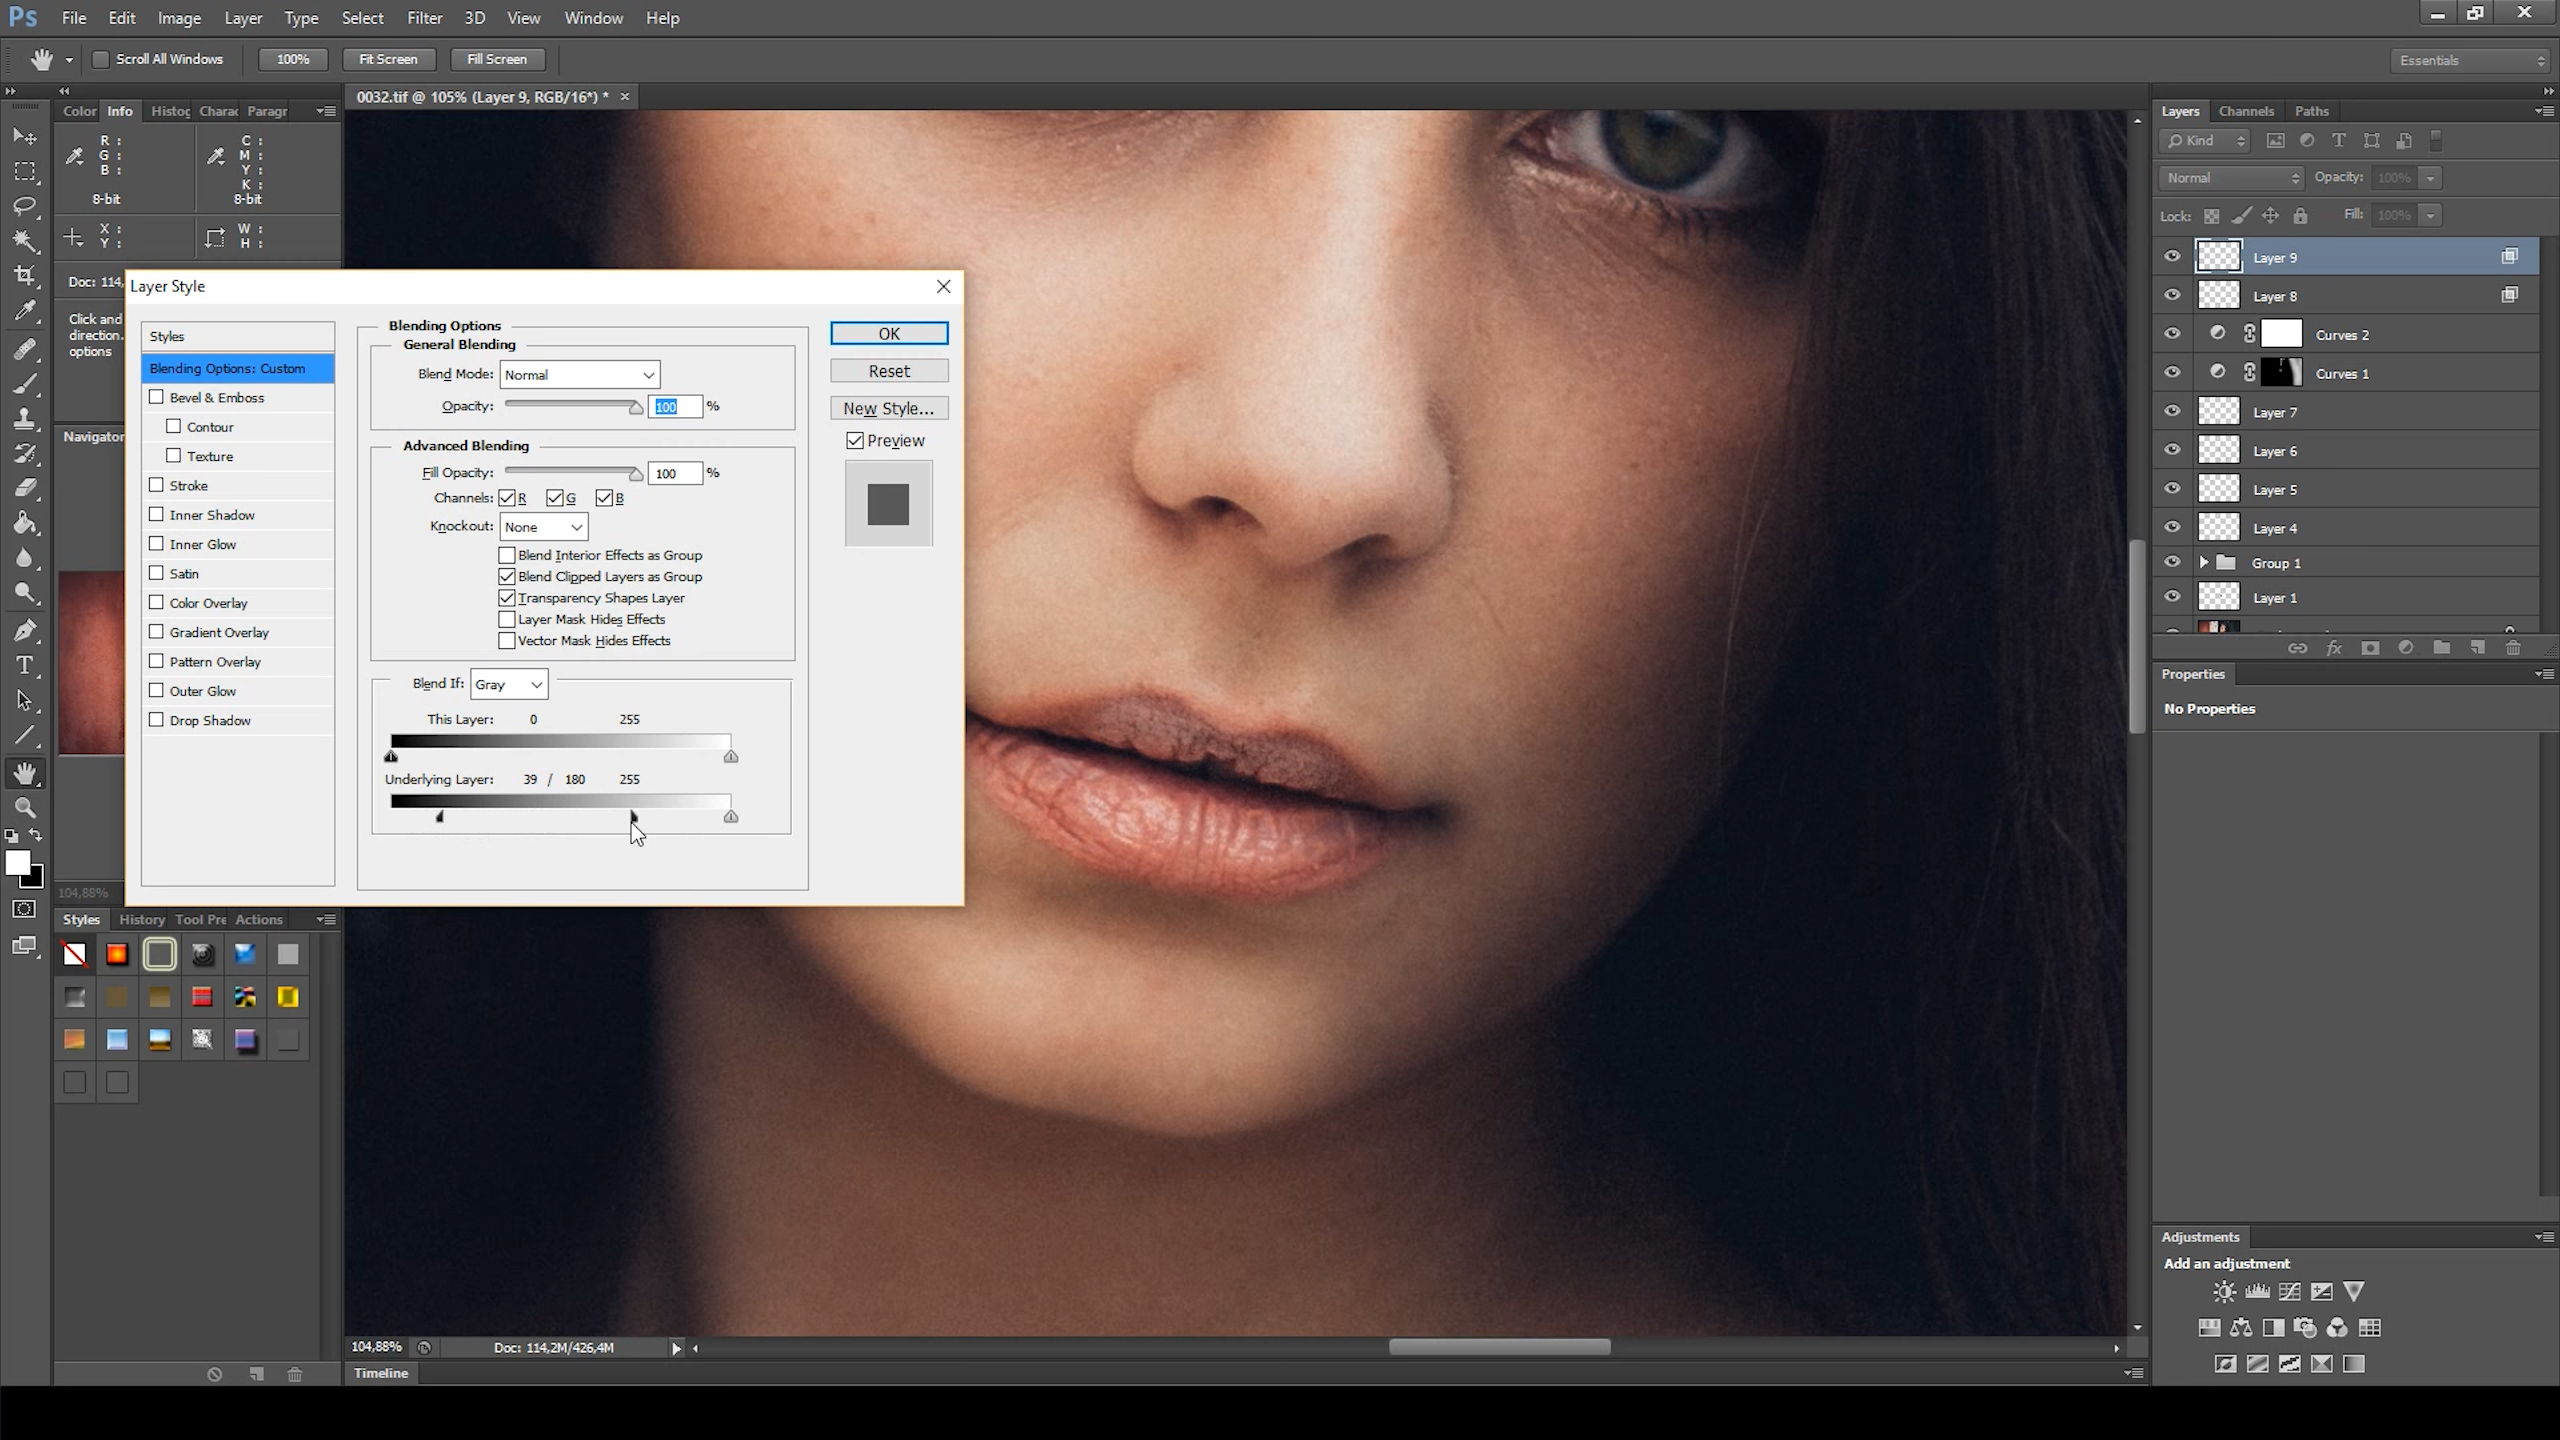 Ps File Edit Image Layer Type Select Filter 3D View Window Help
Scroll All Windows 100% Fit Screen Fill Screen Essentials
Color Info Histog Charac Paragr
0032.tif @ 105% (Layer 9, RGB/16*) * ×
R :
G :
B :
8-bit
C :
M :
Y :
K :
8-bit
X :
Y :
W :
H :
Doc: 114,
Click and
direction.
options
Navigator
104,88%
Layer Style
Styles
Blending Options: Custom
Bevel & Emboss
Contour
Texture
Stroke
Inner Shadow
Inner Glow
Satin
Color Overlay
Gradient Overlay
Pattern Overlay
Outer Glow
Drop Shadow
Blending Options
General Blending
Blend Mode: Normal
Opacity: 100 %
Advanced Blending
Fill Opacity: 100 %
Channels: R G B
Knockout: None
Blend Interior Effects as Group
Blend Clipped Layers as Group
Transparency Shapes Layer
Layer Mask Hides Effects
Vector Mask Hides Effects
Blend If: Gray
This Layer: 0 255
Underlying Layer: 39 / 180 255
OK
Reset
New Style...
Preview
Styles History Tool Pre Actions
104,88% Doc: 114,2M/426,4M
Timeline
Layers Channels Paths
Kind
Normal Opacity: 100%
Lock: Fill: 100%
Layer 9
Layer 8
Curves 2
Curves 1
Layer 7
Layer 6
Layer 5
Layer 4
Group 1
Layer 1
fx
Properties
No Properties
Adjustments
Add an adjustment